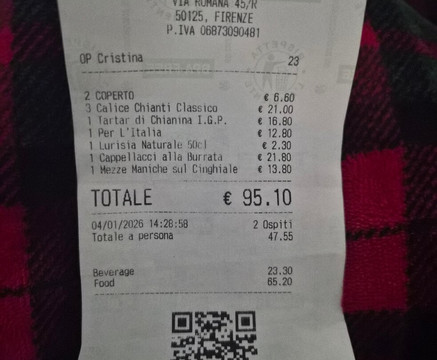 VIA ROMANA 45/R
50125, FIRENZE
P.IVA 06873090481
OP Cristina 23
2 COPERTO € 6.60
3 Calice Chianti Classico € 21.00
1 Tartar di Chianina I.G.P. € 16.80
1 Per L'Italia € 12.80
1 Lurisia Naturale 50cl € 2.30
1 Cappellacci alla Burrata € 21.80
1 Mezze Maniche sul Cinghiale € 13.80
TOTALE € 95.10
04/01/2026 14:28:58 2 Ospiti
Totale a persona 47.55
Beverage 23.30
Food 65.20